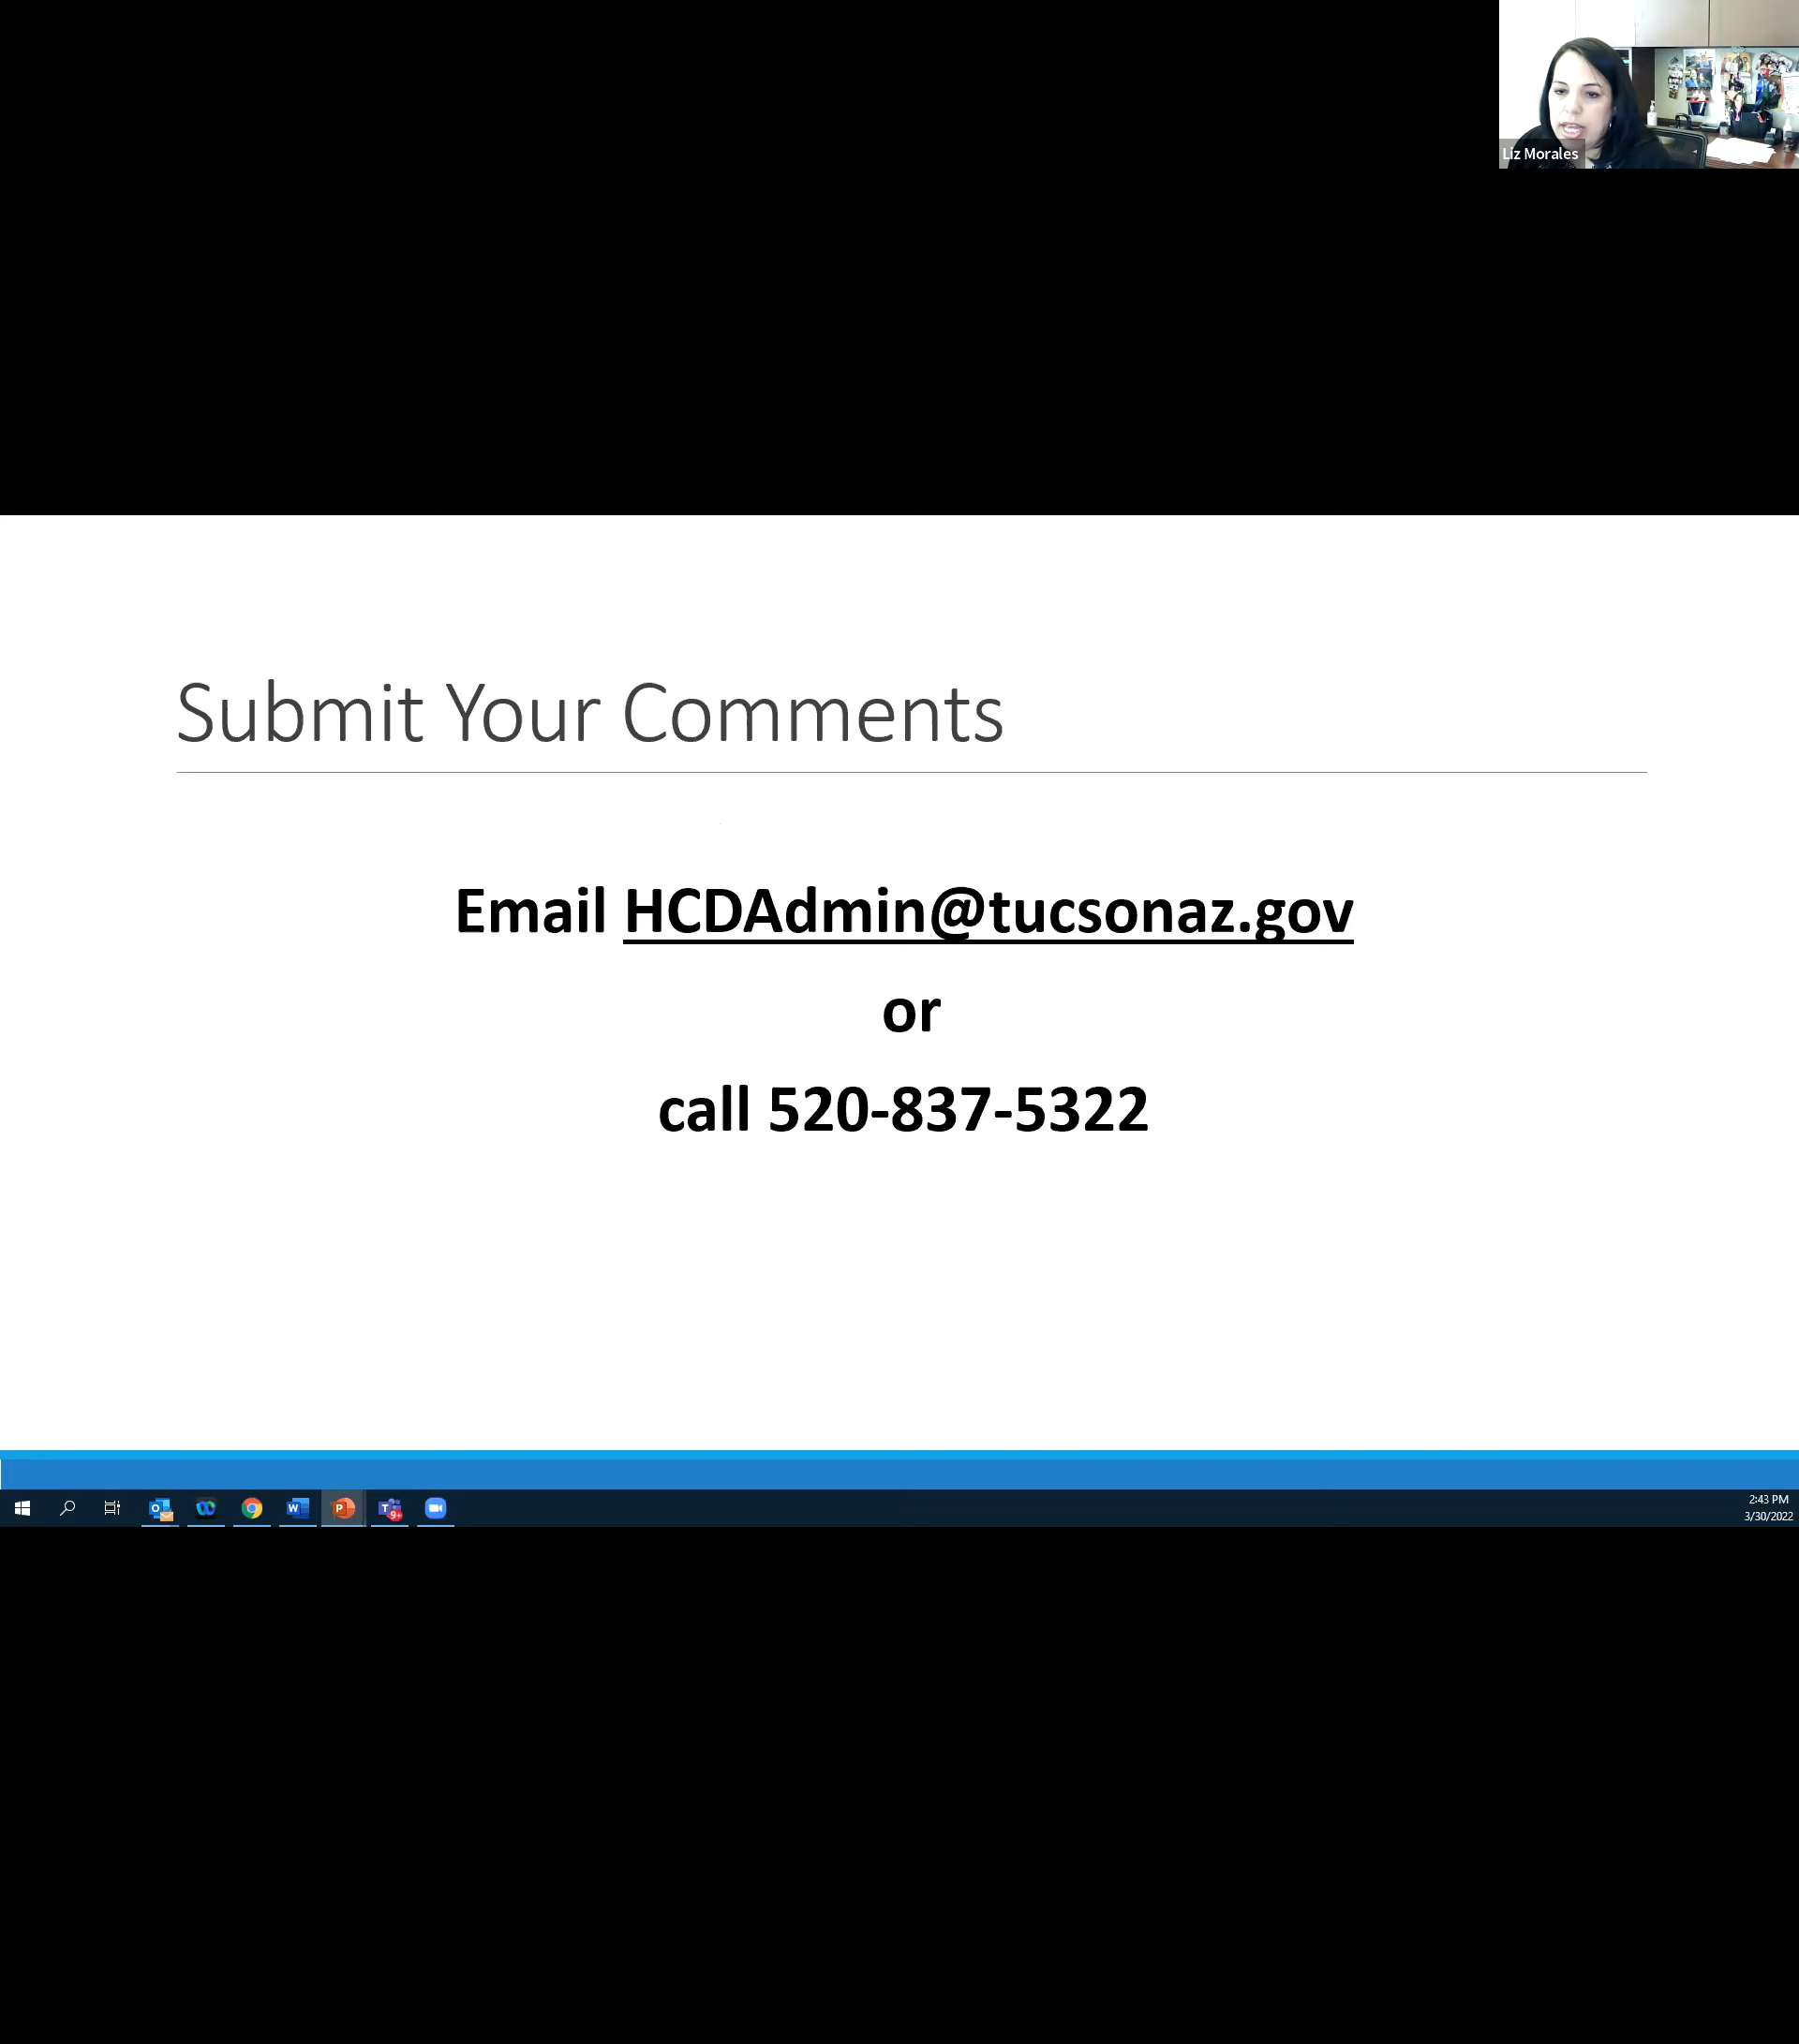 Liz Morales
Submit Your Comments
Email HCDAdmin@tucsonaz.gov
or
call 520-837-5322
9+
2:43 PM
3/30/2022